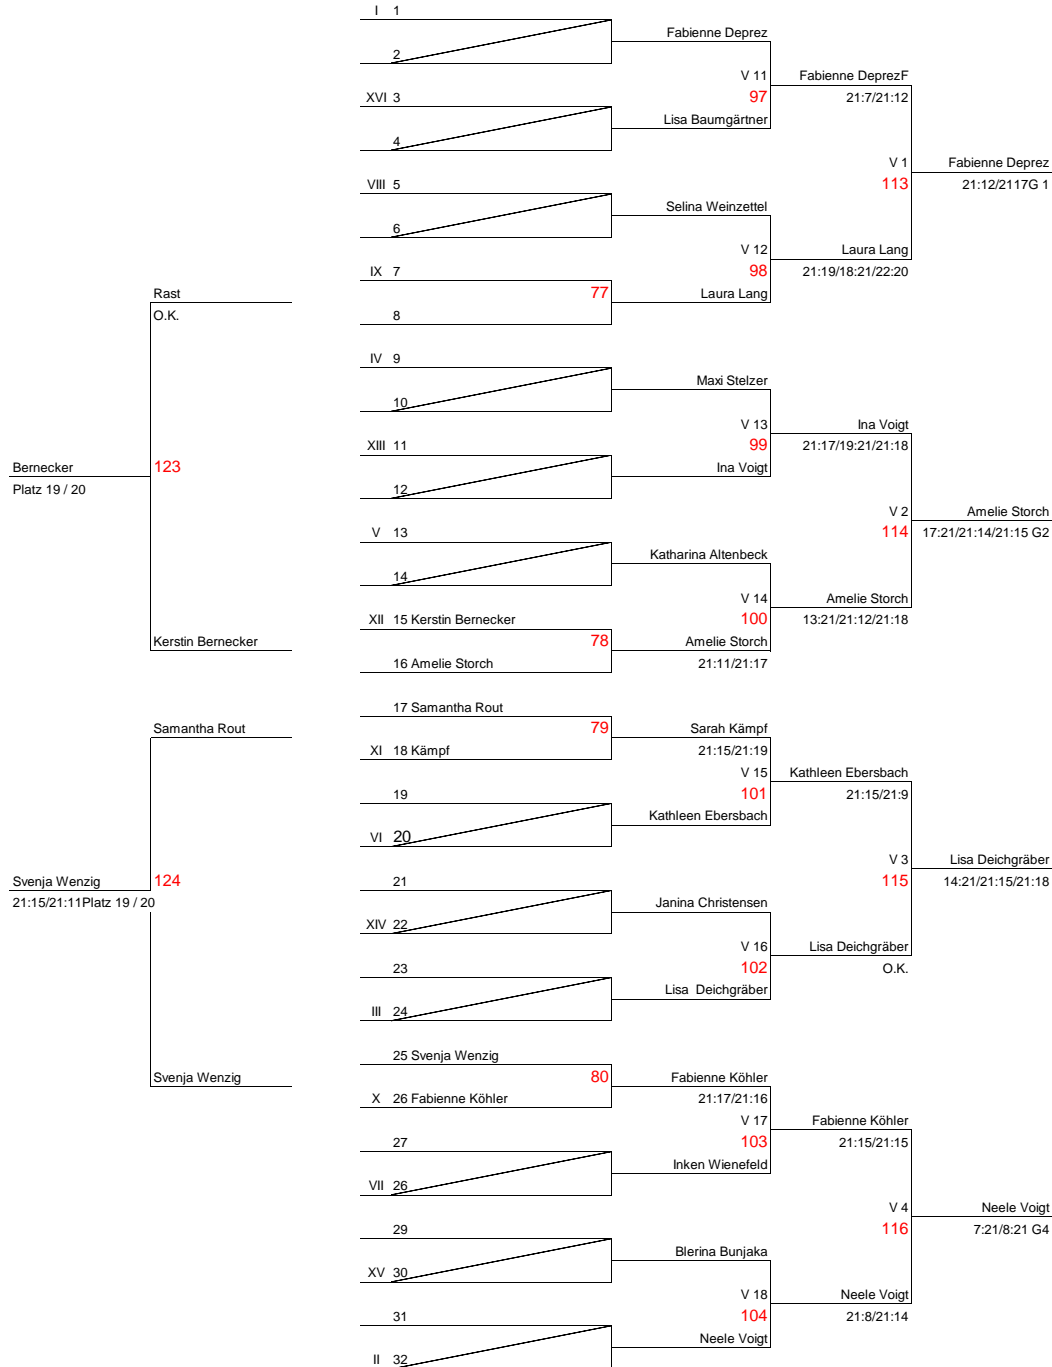 I 1
Fabienne Deprez
2
V 11 Fabienne DeprezF
XVI 3
97 21:7/21:12
Lisa Baumgärtner
4
V 1 Fabienne Deprez
VIII 5
113 21:12/2117G 1
Selina Weinzettel
6
V 12 Laura Lang
IX 7
98 21:19/18:21/22:20
Rast
77 Laura Lang
O.K.
8
IV 9
Maxi Stelzer
10
V 13 Ina Voigt
XIII 11
99 21:17/19:21/21:18
Bernecker
123
Ina Voigt
Platz 19 / 20
12
V 2 Amelie Storch
V 13
114 17:21/21:14/21:15 G2
Katharina Altenbeck
14
V 14 Amelie Storch
XII 15 Kerstin Bernecker
100 13:21/21:12/21:18
Kerstin Bernecker
78 Amelie Storch
16 Amelie Storch
21:11/21:17
17 Samantha Rout
Samantha Rout
79 Sarah Kämpf
XI 18 Kämpf
21:15/21:19
V 15 Kathleen Ebersbach
19
101 21:15/21:9
Kathleen Ebersbach
VI 20
V 3 Lisa Deichgräber
Svenja Wenzig
124
21
115 14:21/21:15/21:18
21:15/21:11Platz 19 / 20
Janina Christensen
XIV 22
V 16 Lisa Deichgräber
23
102 O.K.
Lisa Deichgräber
III 24
25 Svenja Wenzig
Svenja Wenzig
80 Fabienne Köhler
X 26 Fabienne Köhler
21:17/21:16
V 17 Fabienne Köhler
27
103 21:15/21:15
Inken Wienefeld
VII 26
V 4 Neele Voigt
29
116 7:21/8:21 G4
Blerina Bunjaka
XV 30
V 18 Neele Voigt
31
104 21:8/21:14
Neele Voigt
II 32